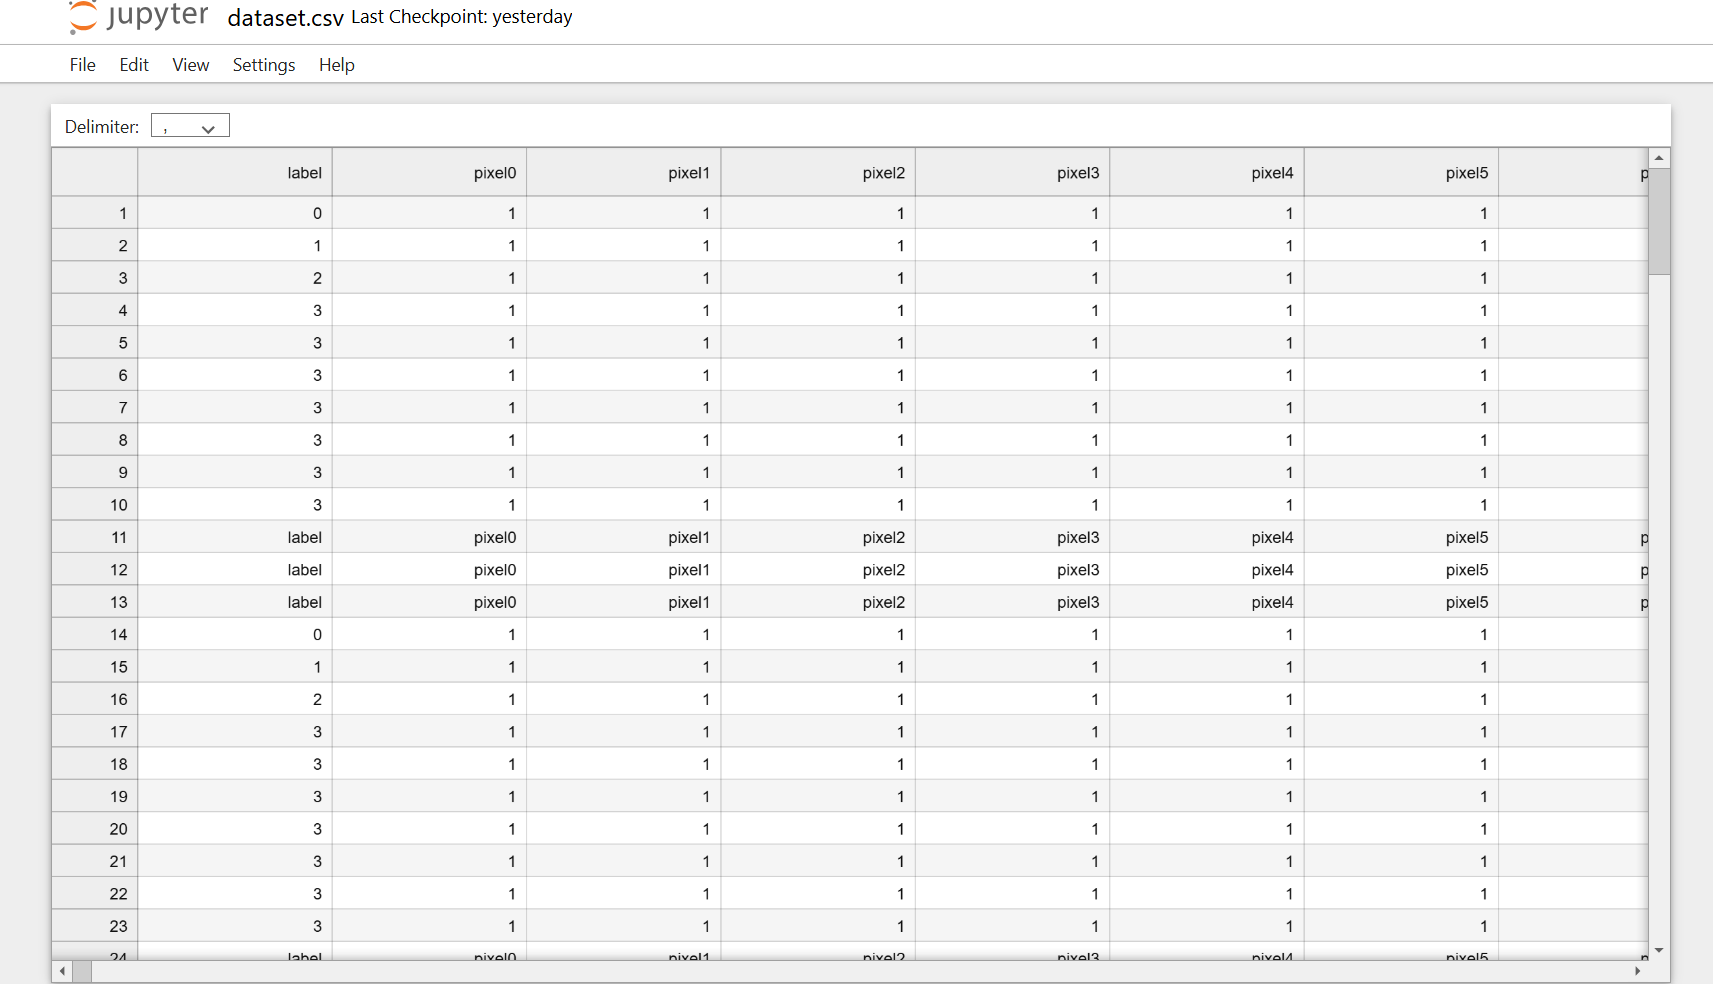 jupyter dataset.csv Last Checkpoint: yesterday
File Edit View Settings Help
Delimiter: ,
label pixel0 pixel1 pixel2 pixel3 pixel4 pixel5 p
1 0 1 1 1 1 1 1
2 1 1 1 1 1 1 1
3 2 1 1 1 1 1 1
4 3 1 1 1 1 1 1
5 3 1 1 1 1 1 1
6 3 1 1 1 1 1 1
7 3 1 1 1 1 1 1
8 3 1 1 1 1 1 1
9 3 1 1 1 1 1 1
10 3 1 1 1 1 1 1
11 label pixel0 pixel1 pixel2 pixel3 pixel4 pixel5 p
12 label pixel0 pixel1 pixel2 pixel3 pixel4 pixel5 p
13 label pixel0 pixel1 pixel2 pixel3 pixel4 pixel5 p
14 0 1 1 1 1 1 1
15 1 1 1 1 1 1 1
16 2 1 1 1 1 1 1
17 3 1 1 1 1 1 1
18 3 1 1 1 1 1 1
19 3 1 1 1 1 1 1
20 3 1 1 1 1 1 1
21 3 1 1 1 1 1 1
22 3 1 1 1 1 1 1
23 3 1 1 1 1 1 1
24 label pixel0 pixel1 pixel2 pixel3 pixel4 pixel5 p